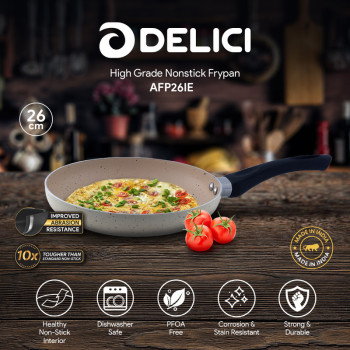 DELICI
High Grade Nonstick Frypan
AFP26IE
26
cm
IMPROVED
ABRASION
RESISTANCE
10x
TOUGHER THAN
STANDARD NON-STICK
MADE IN INDIA
MADE IN INDIA
Healthy
Non-Stick
Interior
Dishwasher
Safe
PFOA
Free
Corrosion &
Stain Resistant
Strong &
Durable